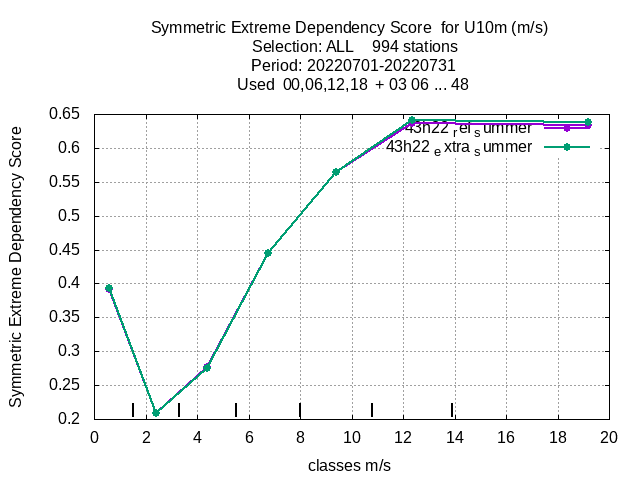 Symmetric Extreme Dependency Score for U10m (m/s)
Selection: ALL 994 stations
Period: 20220701-20220731
Used 00,06,12,18 + 03 06 ... 48
Symmetric Extreme Dependency Score
0.65
0.6
0.55
0.5
0.45
0.4
0.35
0.3
0.25
0.2
43h22 ref summer
43h22 extra summer
0 2 4 6 8 10 12 14 16 18 20
classes m/s